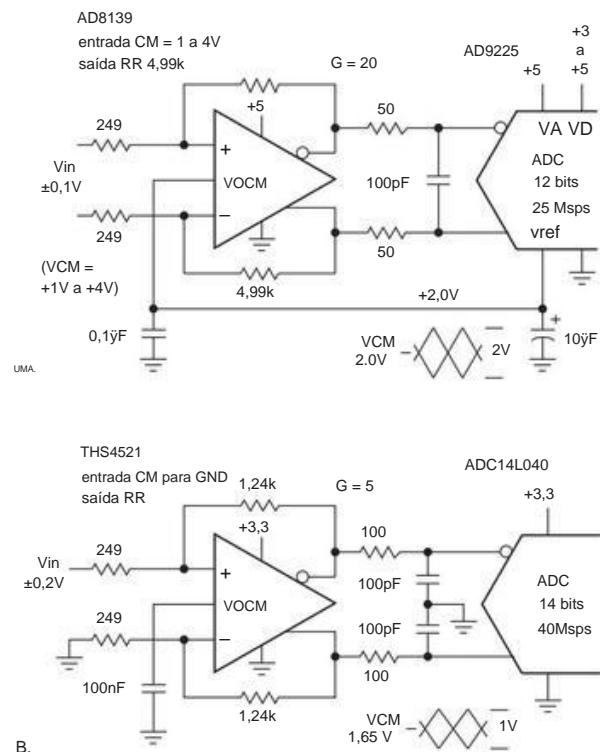 AD8139
entrada CM = 1 a 4V
saída RR 4,99k
G = 20
AD9225
+3
a
+5
+5
+5
249
50
VA VD
+
Vin
±0,1V
VOCM
100pF
ADC
12 bits
25 Msps
vref
−
249
50
(VCM =
+1V a +4V)
4,99k
+2,0V
0,1ÿF
VCM
2.0V
2V
+
10ÿF
UMA.
THS4521
entrada CM para GND
saída RR
1,24k
G = 5
ADC14L040
+3,3
+3,3
249
100
Vin
±0,2V
+
VOCM
100pF
ADC
14 bits
40Msps
249
−
100pF
100nF
100
1,24k
VCM
1,65 V
1V
B.